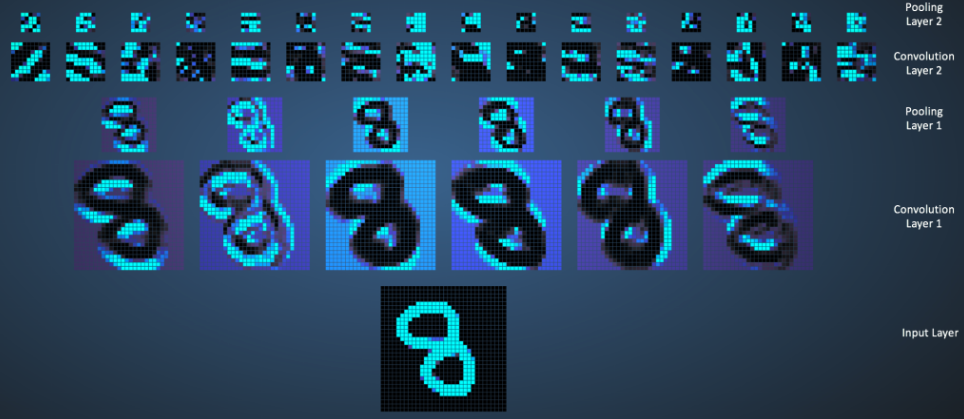 Pooling
Layer 2
Convolution
Layer 2
Pooling
Layer 1
Convolution
Layer 1
Input Layer